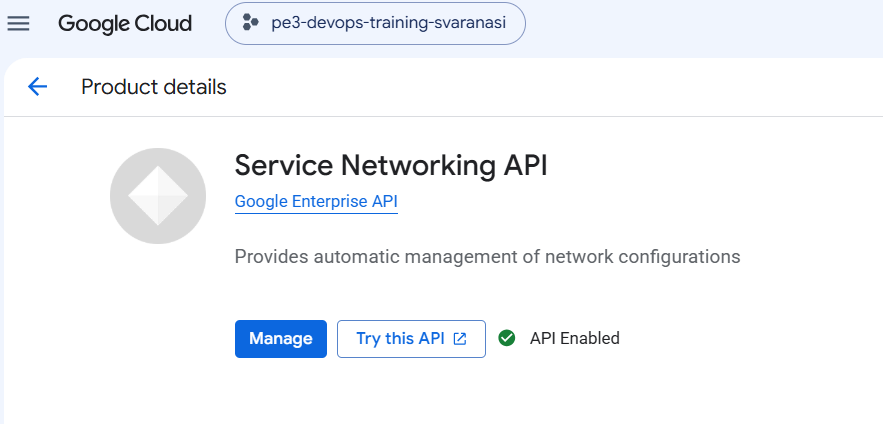 Google Cloud
pe3-devops-training-svaranasi
Product details
Service Networking API
Google Enterprise API
Provides automatic management of network configurations
Manage
Try this API
API Enabled